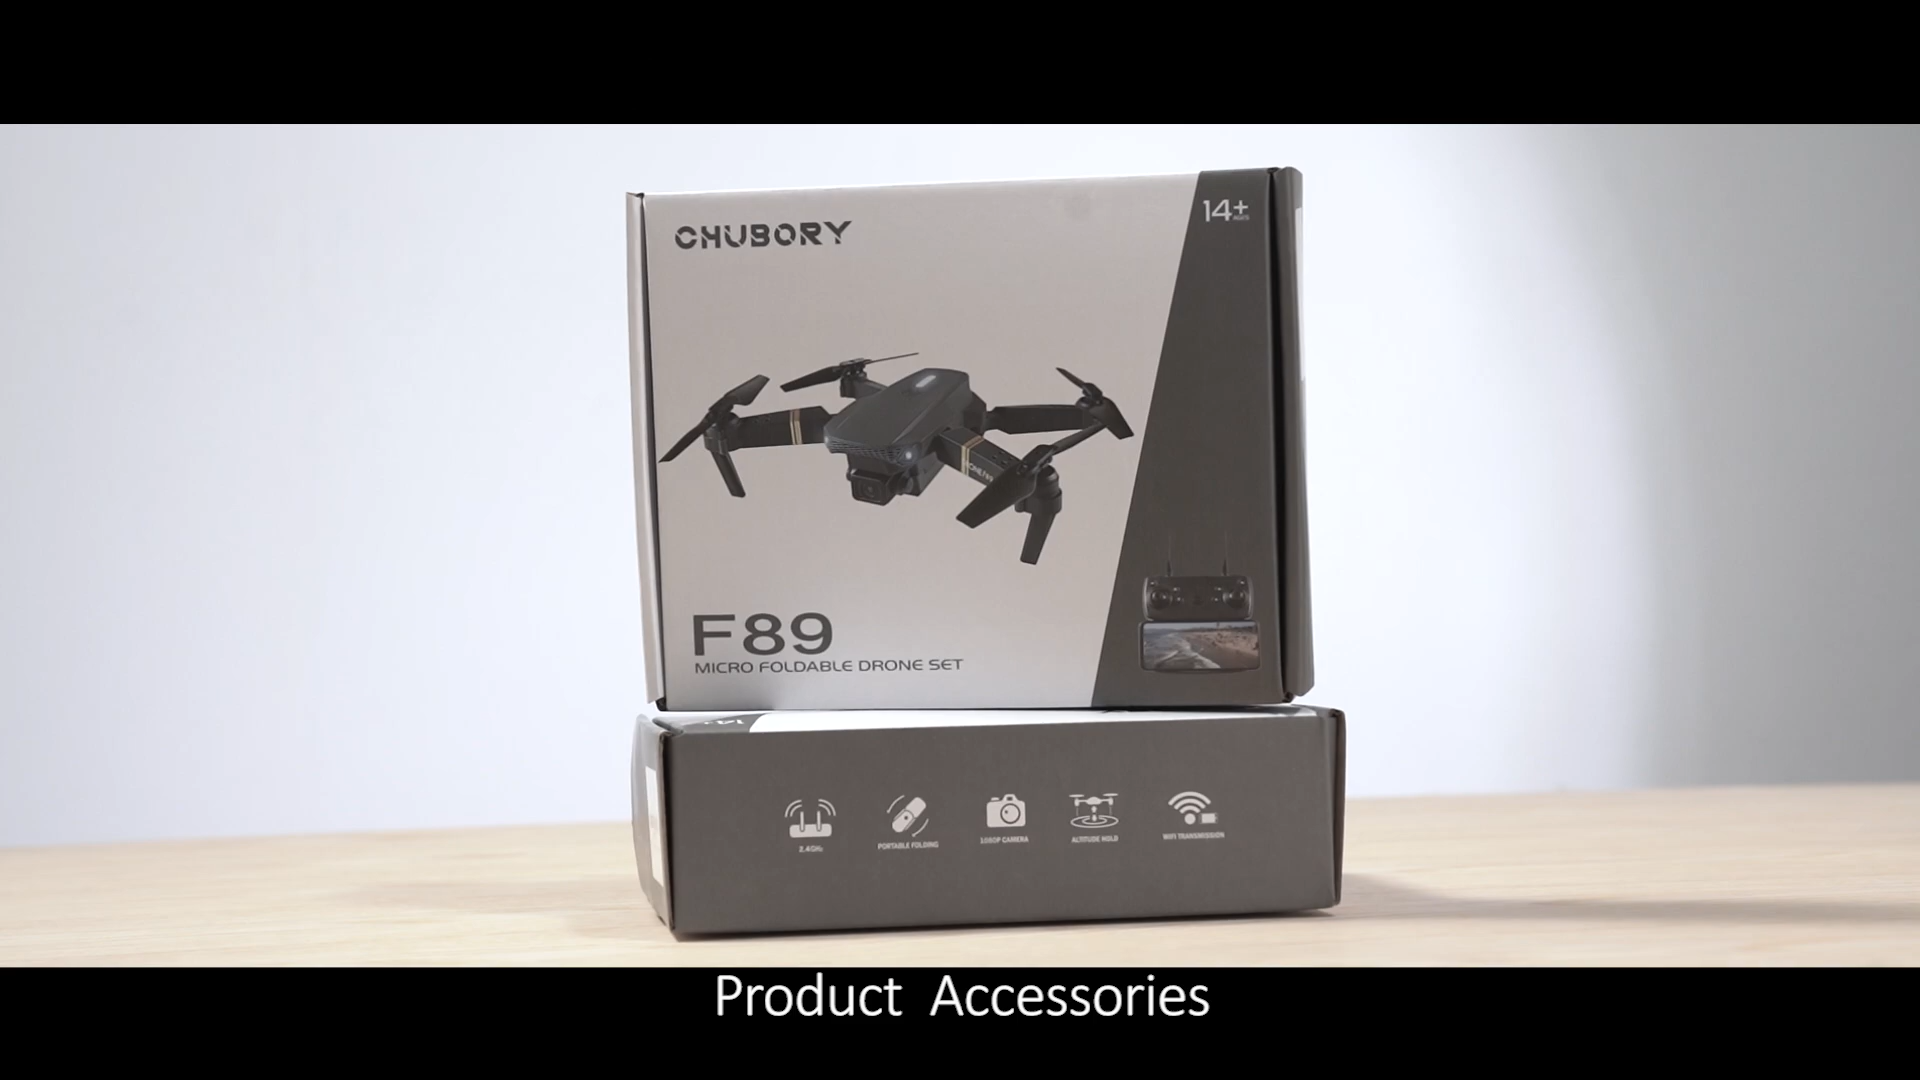 CHUBORY
14+
F89
MICRO FOLDABLE DRONE SET
14+
2.4GHz
PORTABLE FOLDING
1080P CAMERA
ALTITUDE HOLD
WIFI TRANSMISSION
Product Accessories